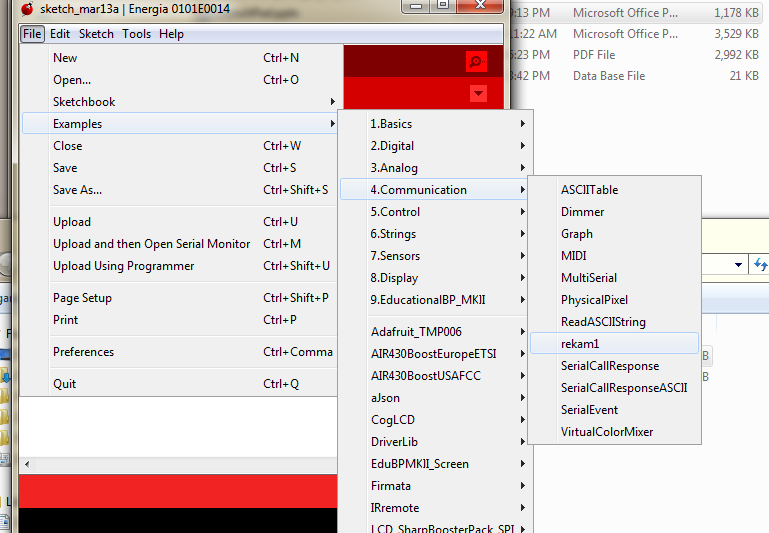 sketch_mar13a | Energia 0101E0014
File Edit Sketch Tools Help
New Ctrl+N
Open... Ctrl+O
Sketchbook
Examples
Close Ctrl+W
Save Ctrl+S
Save As... Ctrl+Shift+S
Upload Ctrl+U
Upload and then Open Serial Monitor Ctrl+M
Upload Using Programmer Ctrl+Shift+U
Page Setup Ctrl+Shift+P
Print Ctrl+P
Preferences Ctrl+Comma
Quit Ctrl+Q
1.Basics
2.Digital
3.Analog
4.Communication
5.Control
6.Strings
7.Sensors
8.Display
9.EducationalBP_MKII
Adafruit_TMP006
AIR430BoostEuropeETSI
AIR430BoostUSAFCC
aJson
CogLCD
DriverLib
EduBPMKII_Screen
Firmata
IRremote
LCD_SharpBoosterPack_SPI
ASCIITable
Dimmer
Graph
MIDI
MultiSerial
PhysicalPixel
ReadASCIIString
rekam1
SerialCallResponse
SerialCallResponseASCII
SerialEvent
VirtualColorMixer
:13 PM Microsoft Office P... 1,178 KB
1:22 AM Microsoft Office P... 3,529 KB
:23 PM PDF File 2,992 KB
:42 PM Data Base File 21 KB
B
B